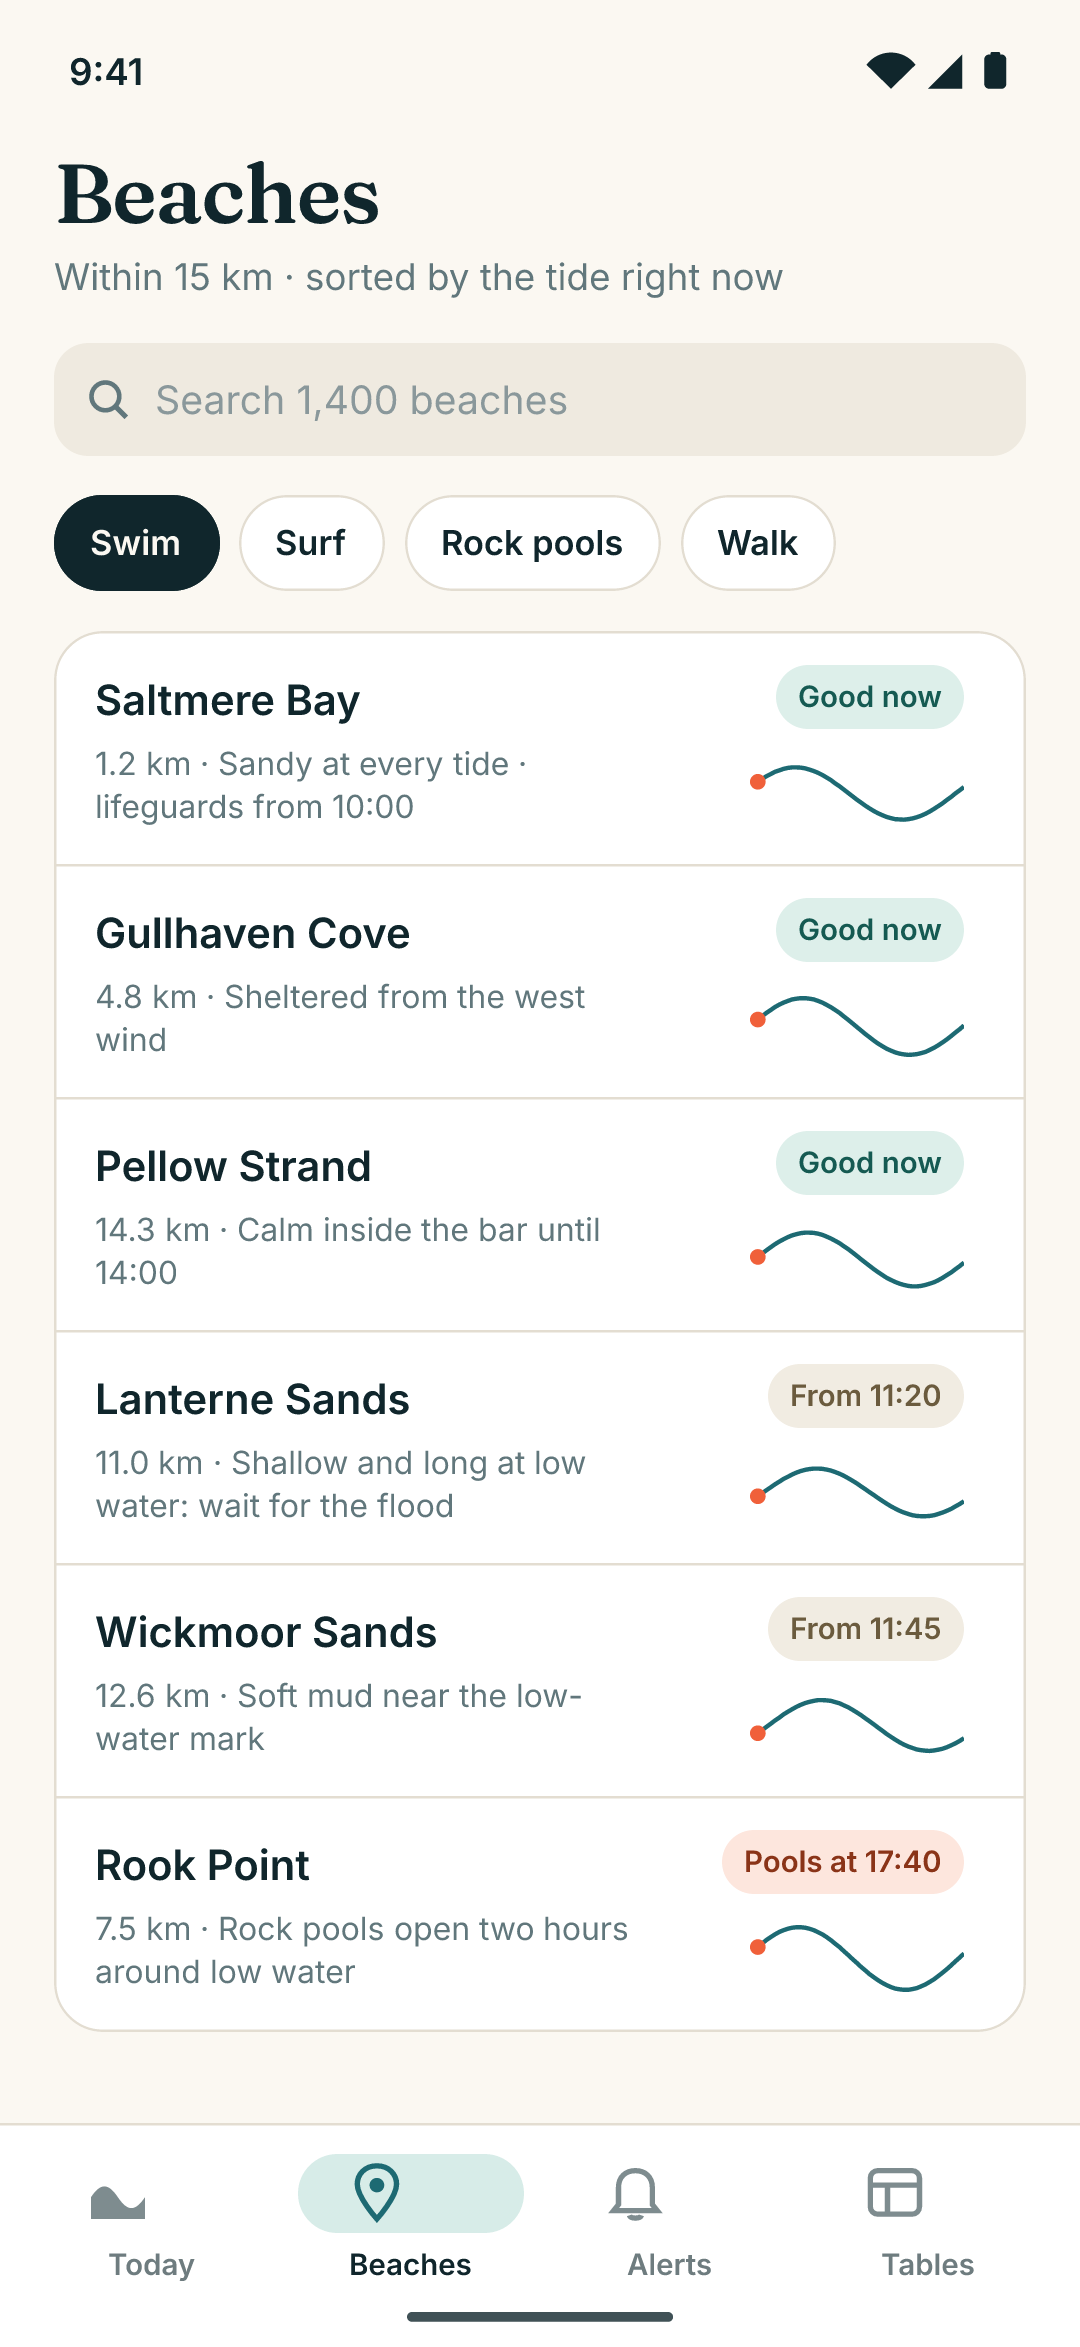 9:41
Beaches
Within 15 km · sorted by the tide right now
Search 1,400 beaches
Swim
Surf
Rock pools
Walk
Saltmere Bay
Good now
1.2 km · Sandy at every tide ·
lifeguards from 10:00
Gullhaven Cove
Good now
4.8 km · Sheltered from the west
wind
Pellow Strand
Good now
14.3 km · Calm inside the bar until
14:00
Lanterne Sands
From 11:20
11.0 km · Shallow and long at low
water: wait for the flood
Wickmoor Sands
From 11:45
12.6 km · Soft mud near the low-
water mark
Rook Point
Pools at 17:40
7.5 km · Rock pools open two hours
around low water
Today
Beaches
Alerts
Tables